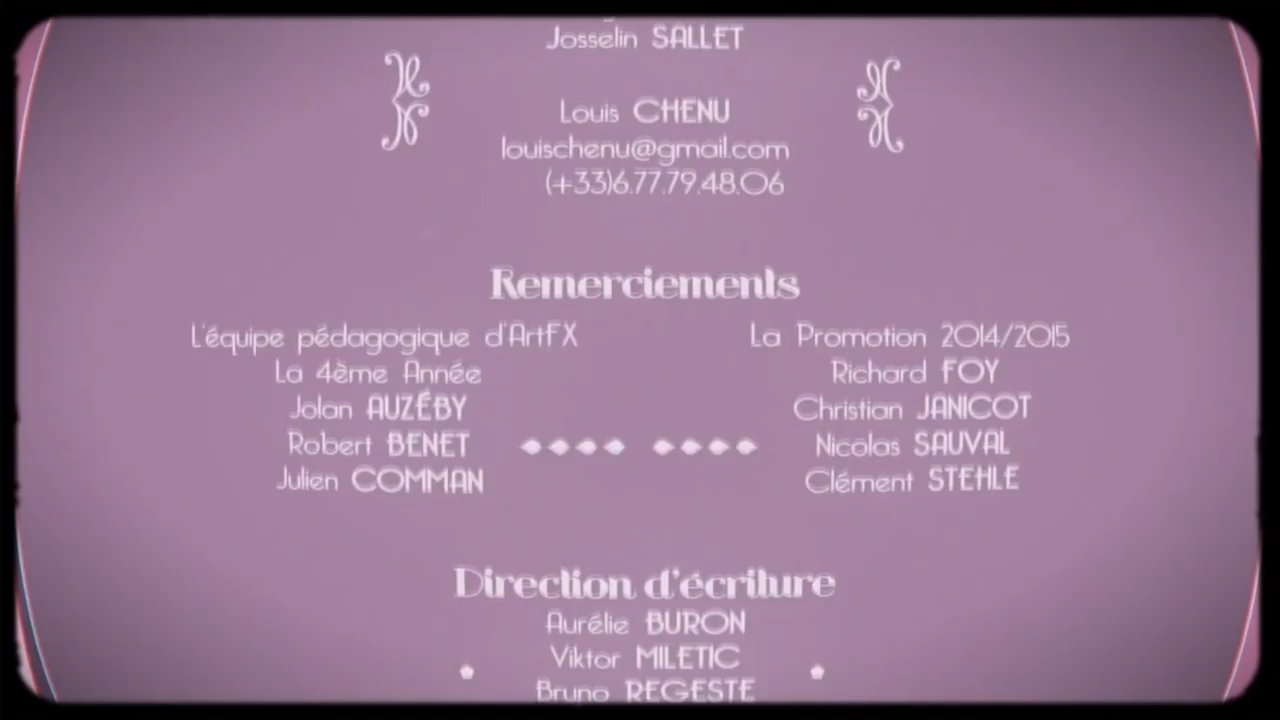 Josselin SALLET
Louis CHENU
louischenu@gmail.com
(+33)6.77.79.48.06
Remerciements
L'équipe pédagogique d'ArtFX
La 4ème Année
Jolan AUZÉBY
Robert BENET
Julien COMMAN
La Promotion 2014/2015
Richard FOY
Christian JANICOT
Nicolas SAUVAL
Clément STEHLE
Direction d'écriture
Aurélie BURON
Viktor MILETIC
Bruno REGESTE